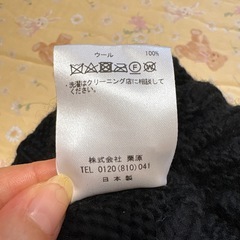 ウール 100%
※洗濯はクリーニング店に相談して
ください。
株式会社 栗原
TEL 0120(810)041
日本製